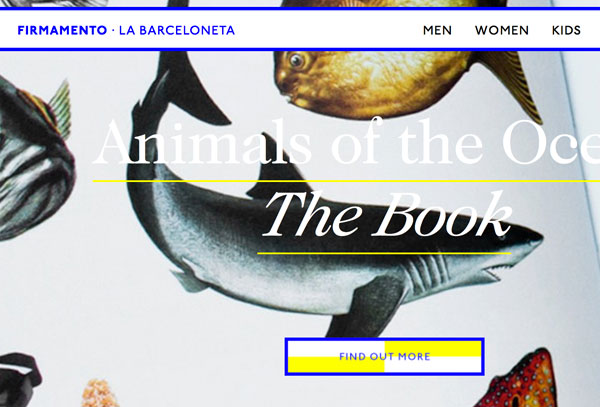 FIRMAMENTO · LA BARCELONETA
MEN WOMEN KIDS
Animals of the Oce
The Book
FIND OUT MORE